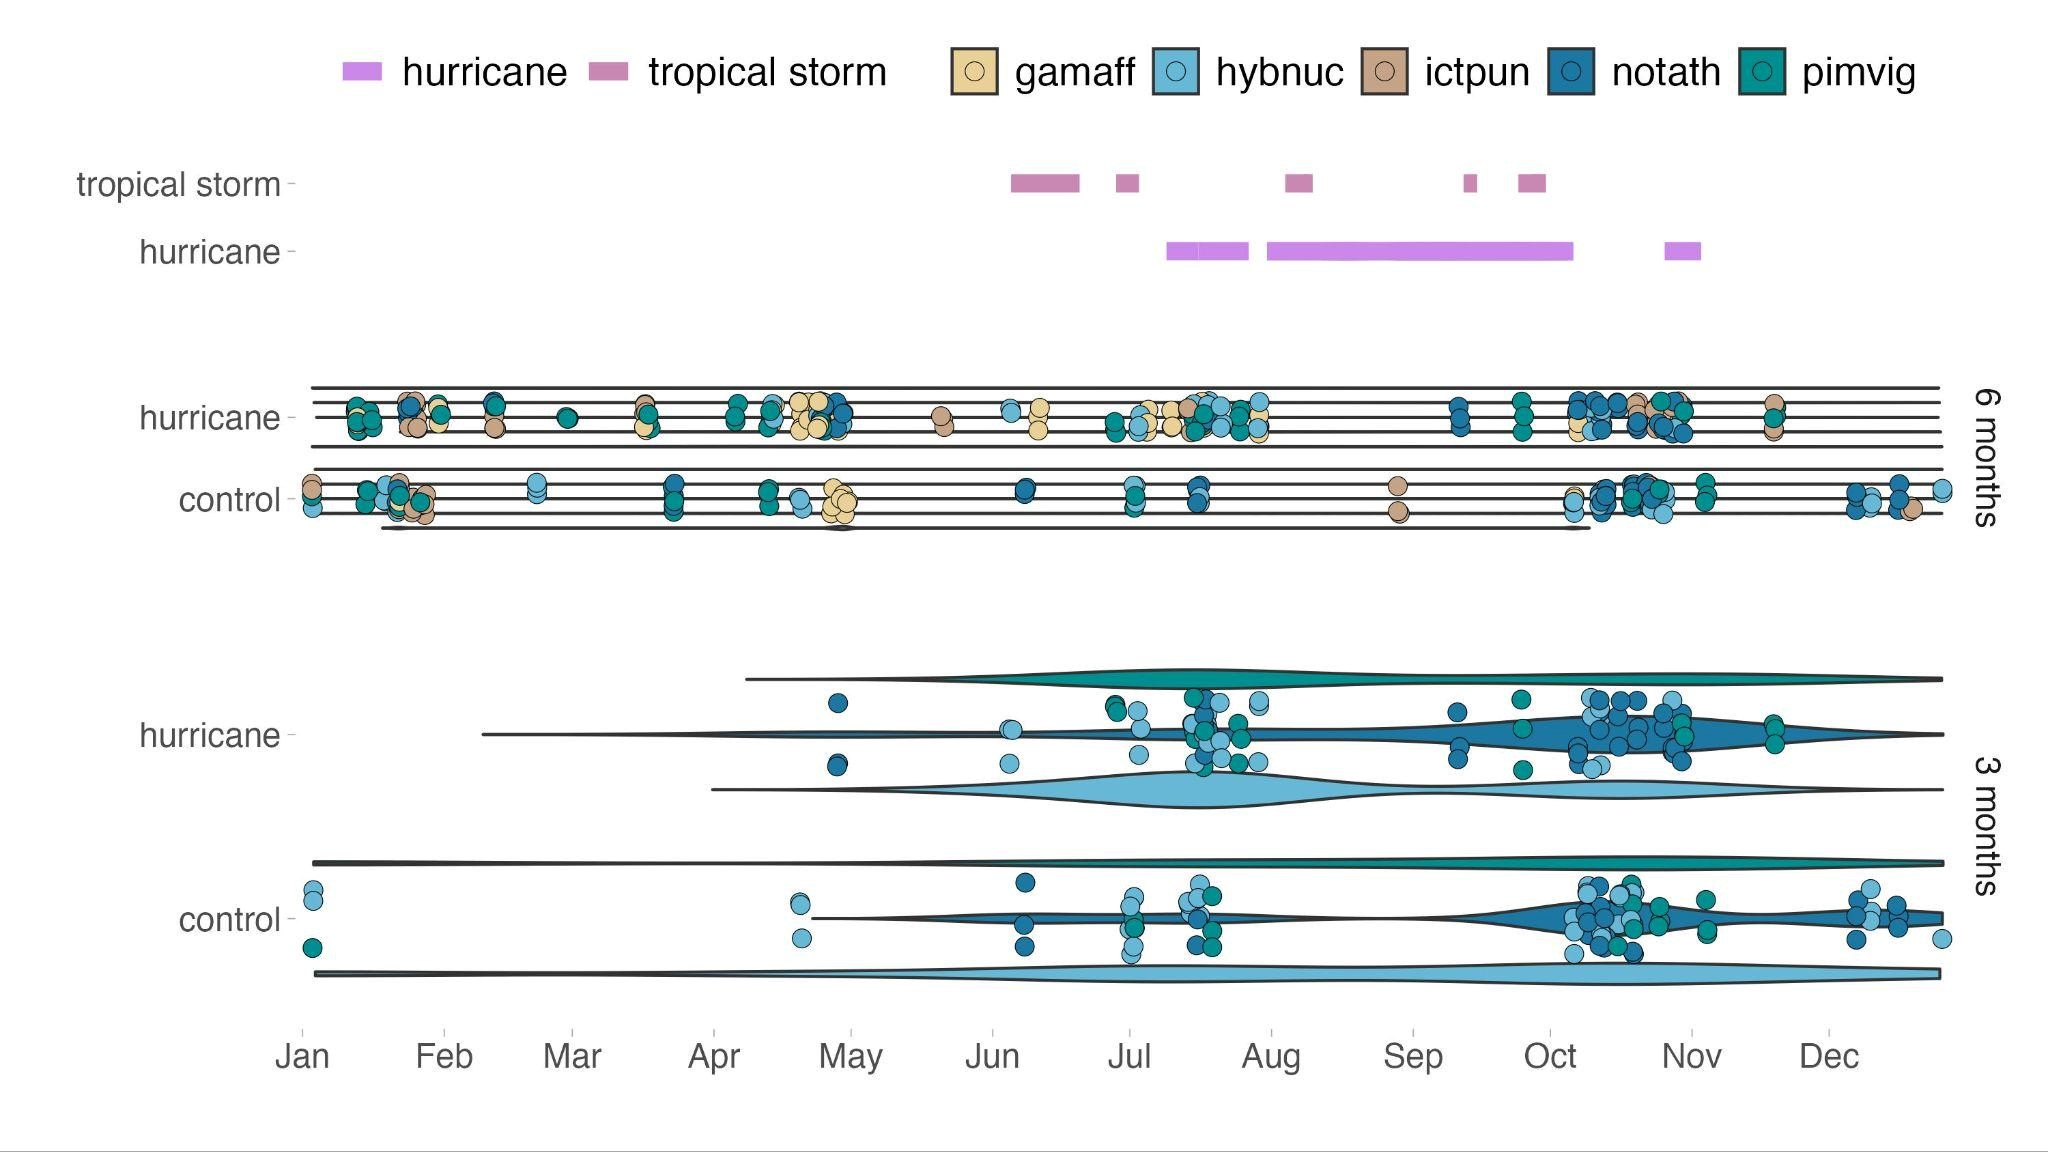 hurricane tropical storm gamaff hybnuc ictpun notath pimvig
tropical storm
hurricane
hurricane
control
6 months
hurricane
control
3 months
Jan Feb Mar Apr May Jun Jul Aug Sep Oct Nov Dec